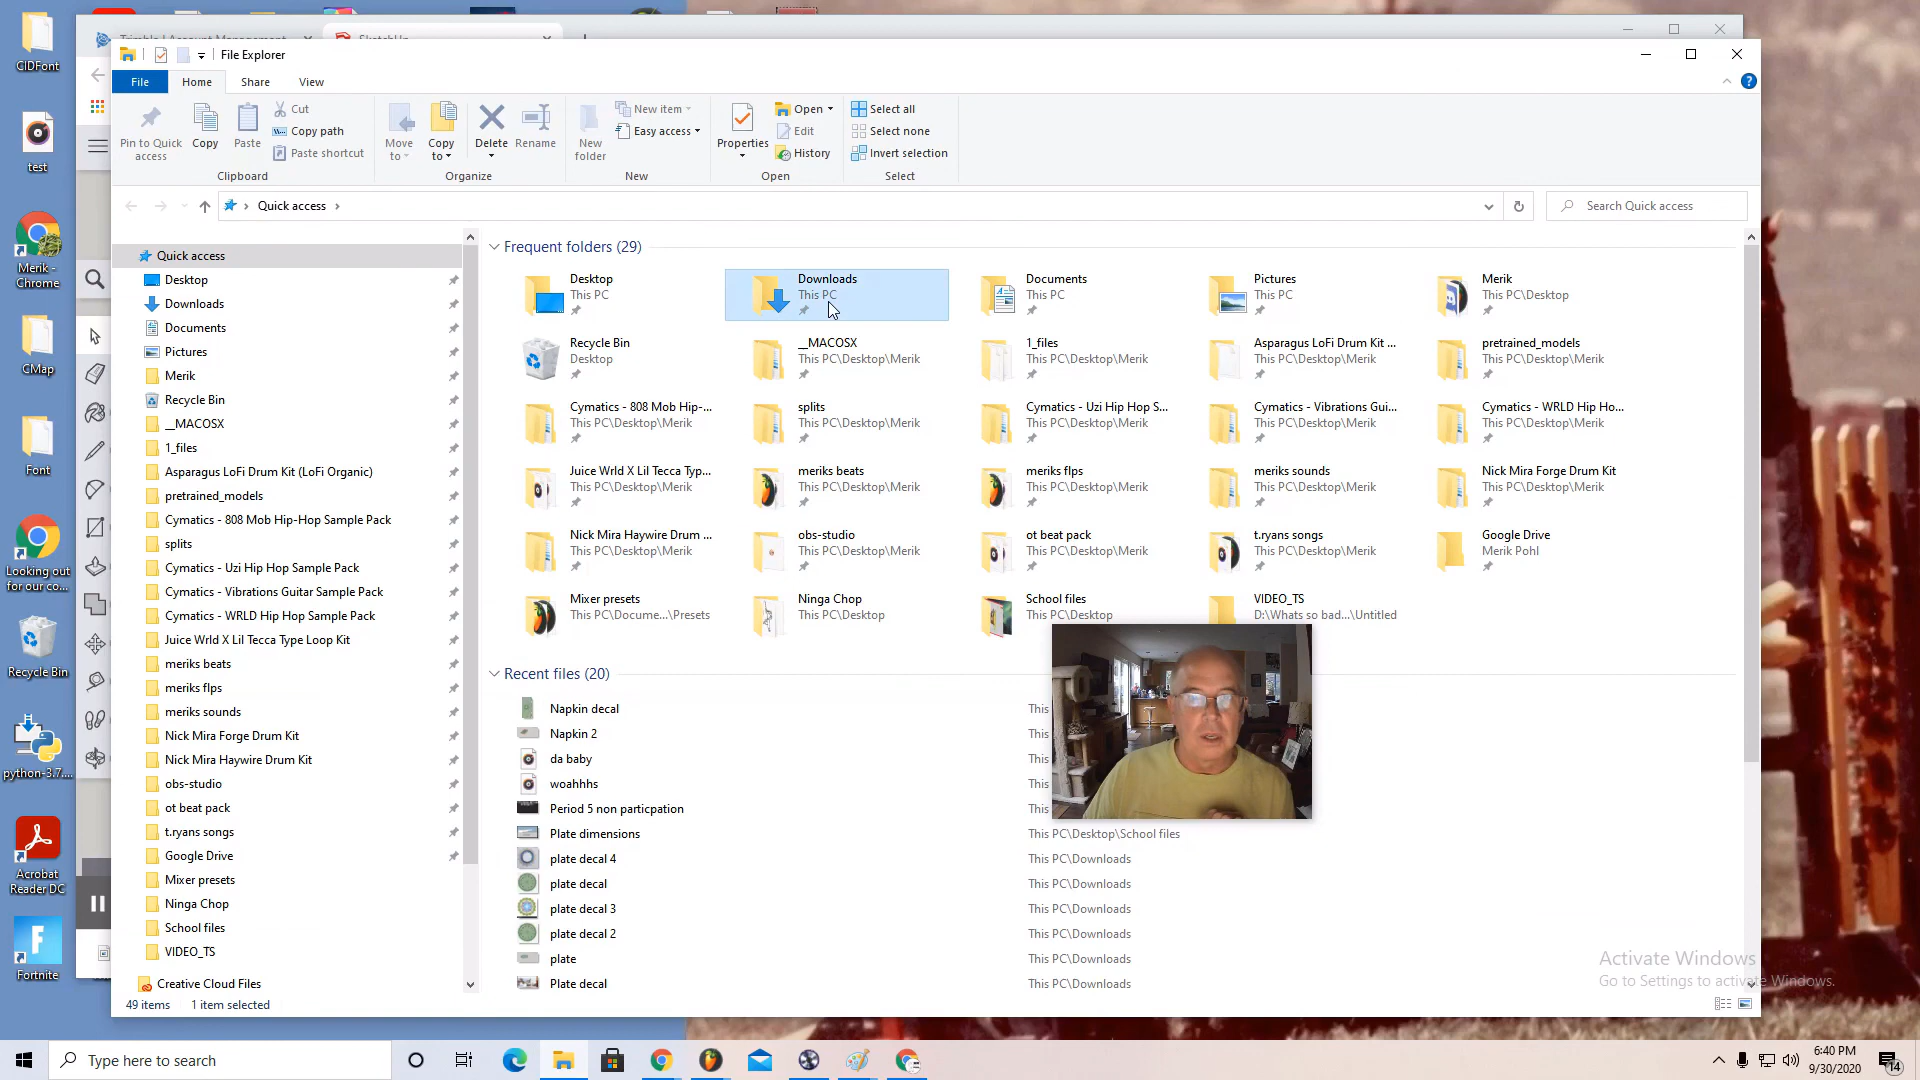 Trimble | Account Management
SketchUp
File Explorer
File
Home
Share
View
Pin to Quick
access
Copy
Paste
Cut
Copy path
Paste shortcut
Move
to
Copy
to
Delete
Rename
New
folder
New item
Easy access
Properties
Open
Edit
History
Select all
Select none
Invert selection
Clipboard
Organize
New
Open
Select
Quick access
Search Quick access
Quick access
Desktop
Downloads
Documents
Pictures
Merik
Recycle Bin
__MACOSX
1_files
Asparagus LoFi Drum Kit (LoFi Organic)
pretrained_models
Cymatics - 808 Mob Hip-Hop Sample Pack
splits
Cymatics - Uzi Hip Hop Sample Pack
Cymatics - Vibrations Guitar Sample Pack
Cymatics - WRLD Hip Hop Sample Pack
Juice Wrld X Lil Tecca Type Loop Kit
meriks beats
meriks flps
meriks sounds
Nick Mira Forge Drum Kit
Nick Mira Haywire Drum Kit
obs-studio
ot beat pack
t.ryans songs
Google Drive
Mixer presets
Ninga Chop
School files
VIDEO_TS
Creative Cloud Files
Frequent folders (29)
Desktop
This PC
Downloads
This PC
Documents
This PC
Pictures
This PC
Merik
This PC\Desktop
Recycle Bin
Desktop
__MACOSX
This PC\Desktop\Merik
1_files
This PC\Desktop\Merik
Asparagus LoFi Drum Kit ...
This PC\Desktop\Merik
pretrained_models
This PC\Desktop\Merik
Cymatics - 808 Mob Hip-...
This PC\Desktop\Merik
splits
This PC\Desktop\Merik
Cymatics - Uzi Hip Hop S...
This PC\Desktop\Merik
Cymatics - Vibrations Gui...
This PC\Desktop\Merik
Cymatics - WRLD Hip Ho...
This PC\Desktop\Merik
Juice Wrld X Lil Tecca Typ...
This PC\Desktop\Merik
meriks beats
This PC\Desktop\Merik
meriks flps
This PC\Desktop\Merik
meriks sounds
This PC\Desktop\Merik
Nick Mira Forge Drum Kit
This PC\Desktop\Merik
Nick Mira Haywire Drum ...
This PC\Desktop\Merik
obs-studio
This PC\Desktop\Merik
ot beat pack
This PC\Desktop\Merik
t.ryans songs
This PC\Desktop\Merik
Google Drive
Merik Pohl
Mixer presets
This PC\Docume...\Presets
Ninga Chop
This PC\Desktop
School files
This PC\Desktop
VIDEO_TS
D:\Whats so bad...\Untitled
Recent files (20)
Napkin decal This
Napkin 2 This
da baby This
woahhhs This
Period 5 non particpation This
Plate dimensions This PC\Desktop\School files
plate decal 4 This PC\Downloads
plate decal This PC\Downloads
plate decal 3 This PC\Downloads
plate decal 2 This PC\Downloads
plate This PC\Downloads
Plate decal This PC\Downloads
49 items 1 item selected
Activate Windows
Go to Settings to activate Windows.
CIDFont
test
Merik -
Chrome
CMap
Font
Looking out
for our co...
Recycle Bin
python-3.7....
Acrobat
Reader DC
Fortnite
Type here to search
6:40 PM
9/30/2020
14